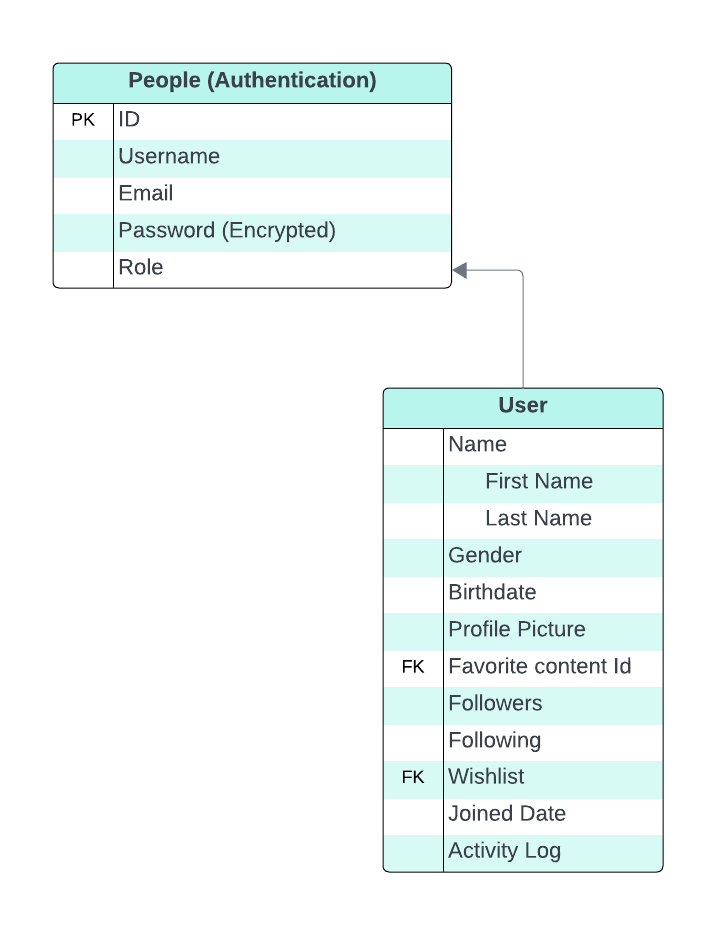 People (Authentication)
PK ID
Username
Email
Password (Encrypted)
Role
User
Name
First Name
Last Name
Gender
Birthdate
Profile Picture
FK Favorite content Id
Followers
Following
FK Wishlist
Joined Date
Activity Log